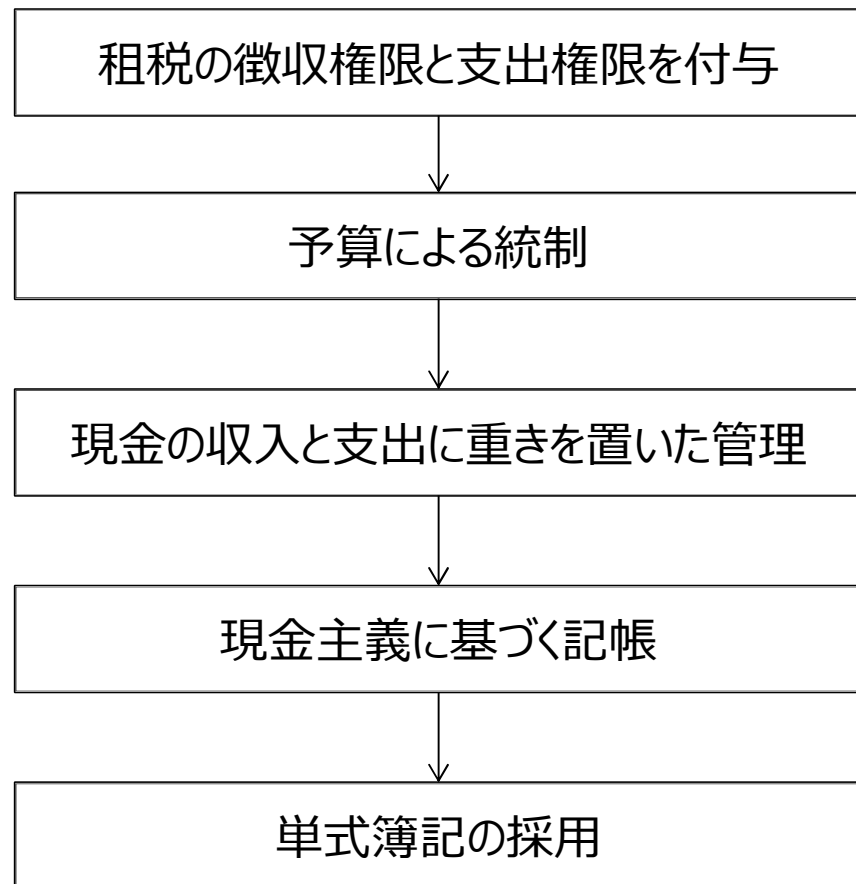 租税の徴収権限と支出権限を付与
予算による統制
現金の収入と支出に重きを置いた管理
現金主義に基づく記帳
単式簿記の採用